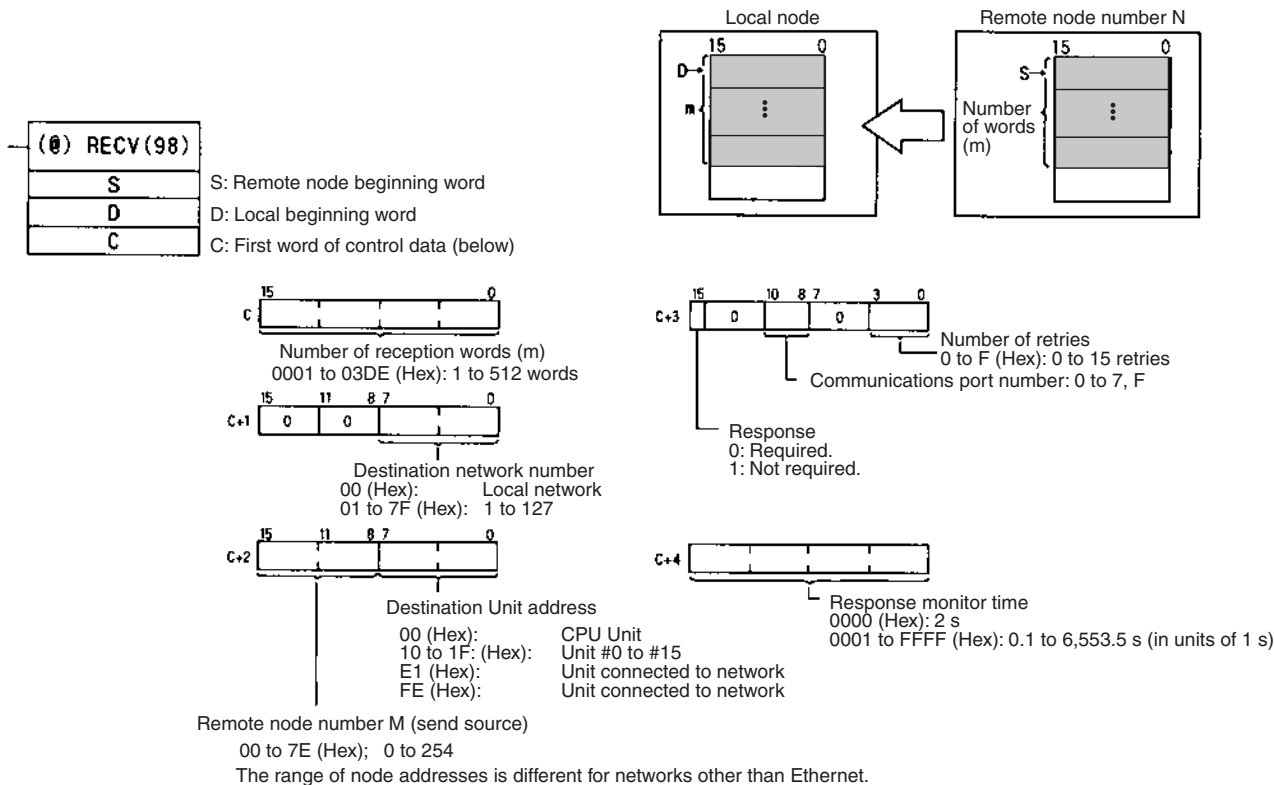 Local node
15 0
D
m
Remote node number N
15 0
S
Number
of words
(m)
(@) RECV(98)
S
S: Remote node beginning word
D
D: Local beginning word
C
C: First word of control data (below)
15 0
C
Number of reception words (m)
0001 to 03DE (Hex): 1 to 512 words
15 11 8 7 0
C+1 0 0
Destination network number
00 (Hex): Local network
01 to 7F (Hex): 1 to 127
15 11 8 7 0
C+2
Destination Unit address
00 (Hex): CPU Unit
10 to 1F: (Hex): Unit #0 to #15
E1 (Hex): Unit connected to network
FE (Hex): Unit connected to network
Remote node number M (send source)
00 to 7E (Hex); 0 to 254
The range of node addresses is different for networks other than Ethernet.
15 10 8 7 3 0
C+3 0 0
Number of retries
0 to F (Hex): 0 to 15 retries
Communications port number: 0 to 7, F
Response
0: Required.
1: Not required.
C+4
Response monitor time
0000 (Hex): 2 s
0001 to FFFF (Hex): 0.1 to 6,553.5 s (in units of 1 s)